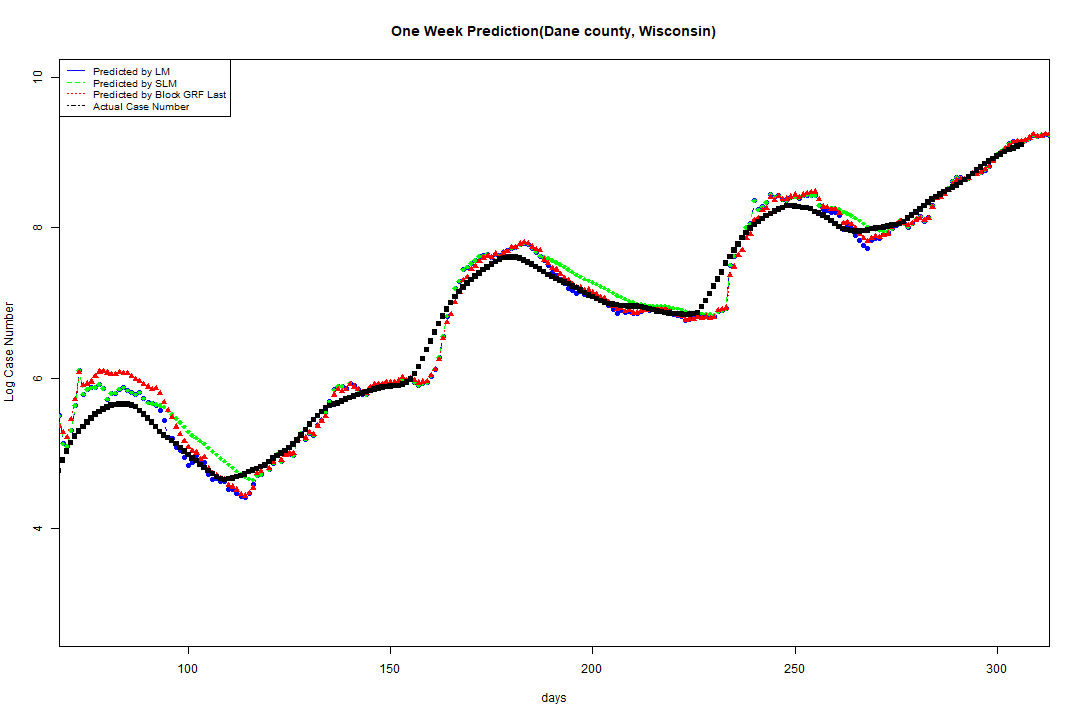 One Week Prediction(Dane county, Wisconsin)
Predicted by LM
Predicted by SLM
Predicted by Block GRF Last
Actual Case Number
10
8
6
4
Log Case Number
100 150 200 250 300
days